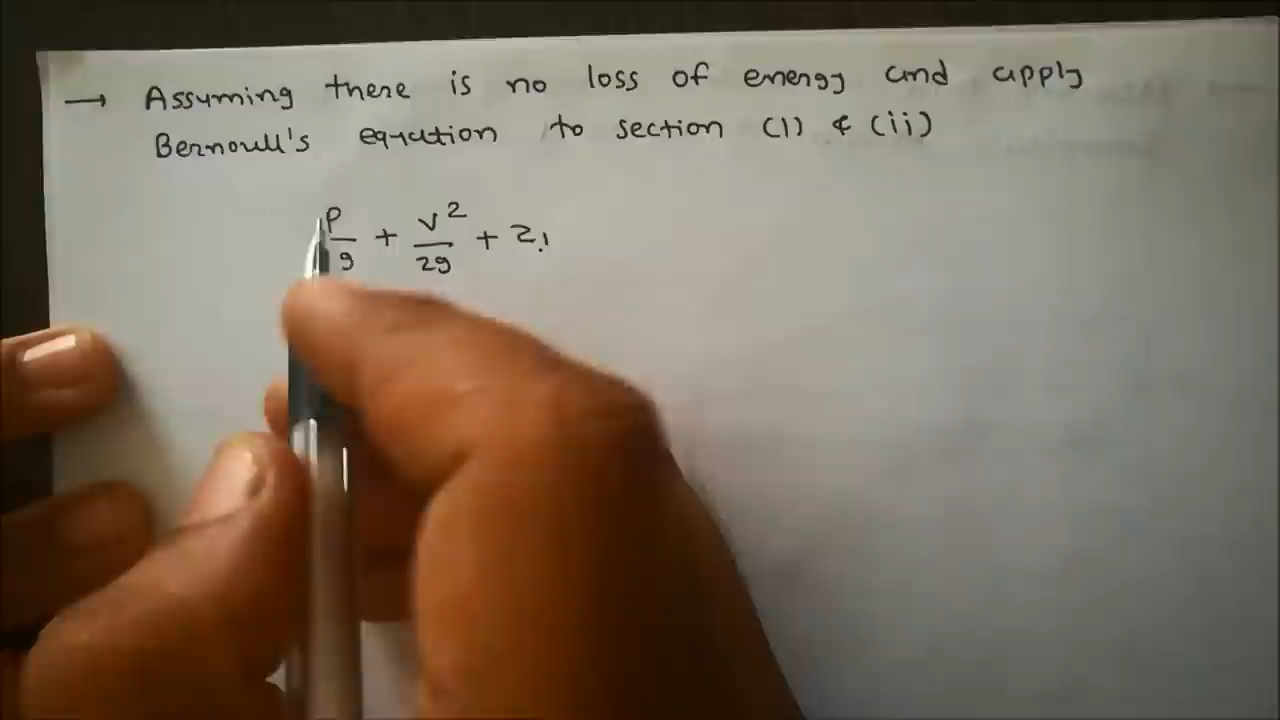 → Assuming there is no loss of energy and apply
Bernoull's equation to section (1) & (ii)
P/g + v²/2g + z₁